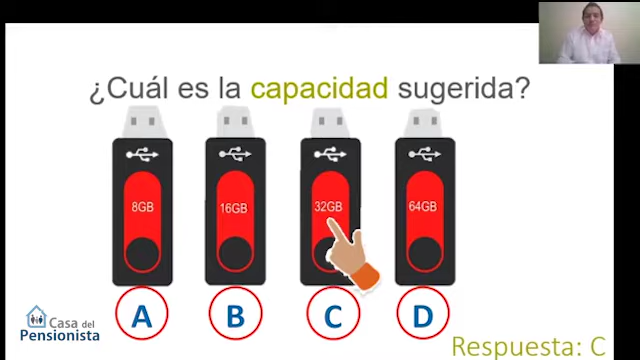 ¿Cuál es la capacidad sugerida?
8GB
16GB
32GB
64GB
A
B
C
D
Casa del
Pensionista
Respuesta: C